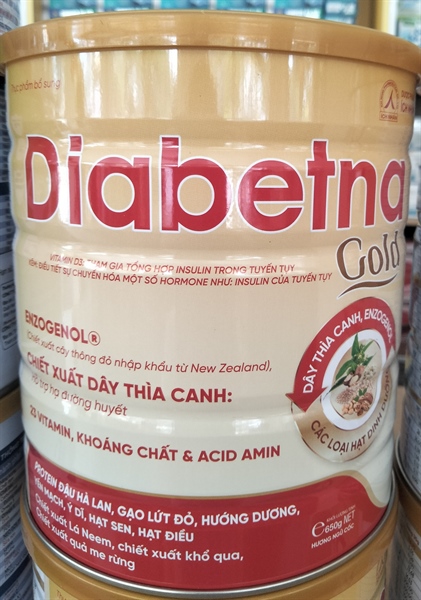 Thực phẩm bổ sung
Diabetna
Gold
VITAMIN D3: THAM GIA TỔNG HỢP INSULIN TRONG TUYẾN TỤY
KẼM: ĐIỀU TIẾT SỰ CHUYỂN HÓA MỘT SỐ HORMONE NHƯ: INSULIN CỦA TUYẾN TỤY
ENZOGENOL®
Chiết xuất cây thông đỏ nhập khẩu từ New Zealand),
CHIẾT XUẤT DÂY THÌA CANH:
Hỗ trợ hạ đường huyết
23 VITAMIN, KHOÁNG CHẤT & ACID AMIN
DÂY THÌA CANH, ENZOGENOL
CÁC LOẠI HẠT DINH DƯỠNG
PROTEIN ĐẬU HÀ LAN, GẠO LỨT ĐỎ, HƯỚNG DƯƠNG,
YẾN MẠCH, Ý DĨ, HẠT SEN, HẠT ĐIỀU
Chiết xuất Lá Neem, chiết xuất khổ qua,
Chiết xuất quả me rừng
650g NET
HƯƠNG NGŨ CỐC